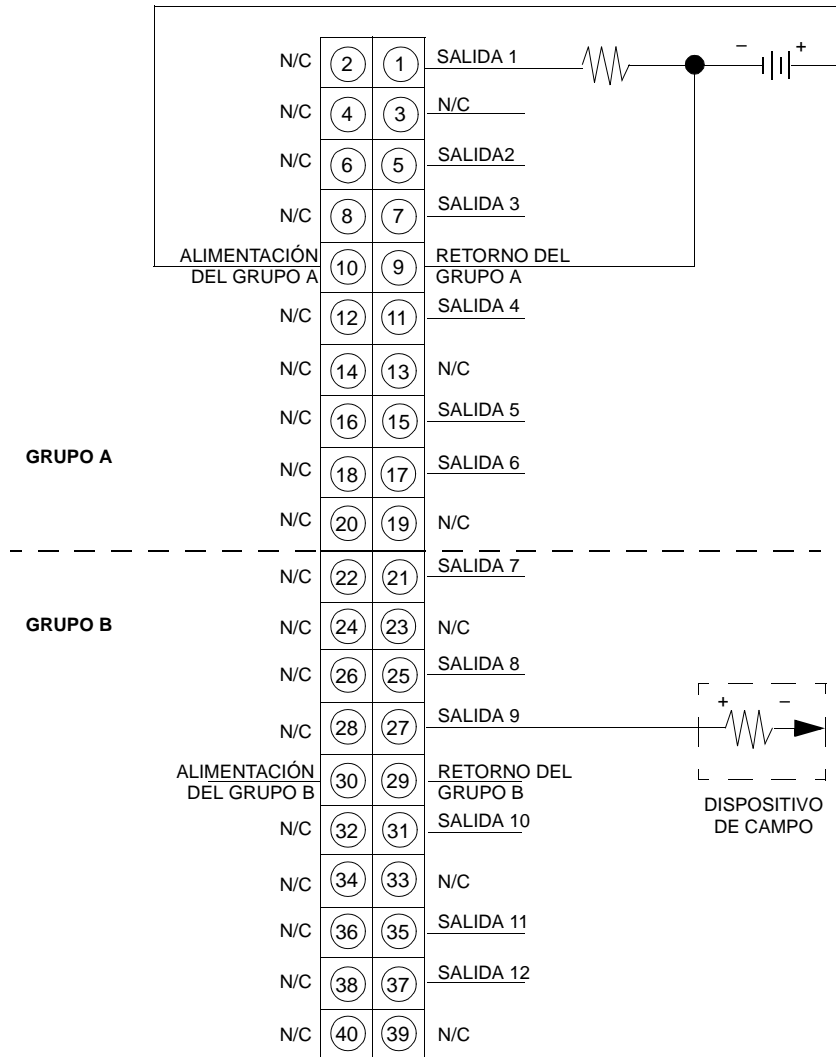 N/C 2 1 SALIDA 1 − +
N/C 4 3 N/C
N/C 6 5 SALIDA2
N/C 8 7 SALIDA 3
ALIMENTACIÓN DEL GRUPO A 10 9 RETORNO DEL GRUPO A
N/C 12 11 SALIDA 4
N/C 14 13 N/C
N/C 16 15 SALIDA 5
GRUPO A
N/C 18 17 SALIDA 6
N/C 20 19 N/C
N/C 22 21 SALIDA 7
GRUPO B
N/C 24 23 N/C
N/C 26 25 SALIDA 8
N/C 28 27 SALIDA 9 + −
ALIMENTACIÓN DEL GRUPO B 30 29 RETORNO DEL GRUPO B
DISPOSITIVO
DE CAMPO
N/C 32 31 SALIDA 10
N/C 34 33 N/C
N/C 36 35 SALIDA 11
N/C 38 37 SALIDA 12
N/C 40 39 N/C